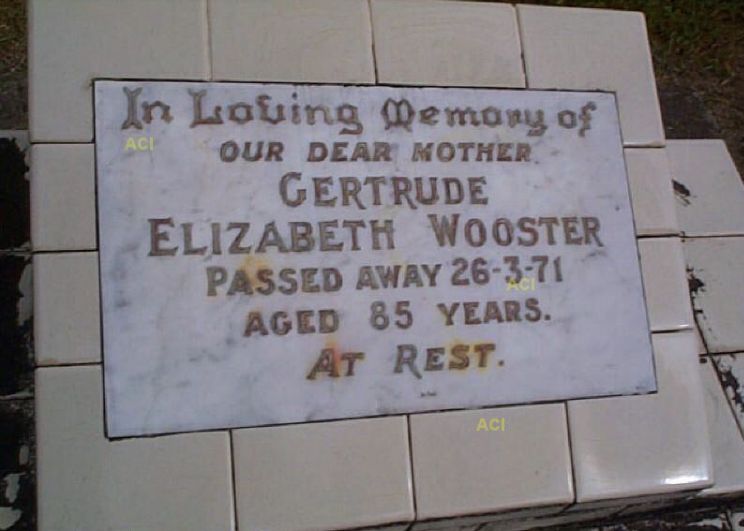 In Loving Memory of
ACI
OUR DEAR MOTHER
GERTRUDE
ELIZABETH WOOSTER
PASSED AWAY 26-3-71
ACI
AGED 85 YEARS.
AT REST.
ACI